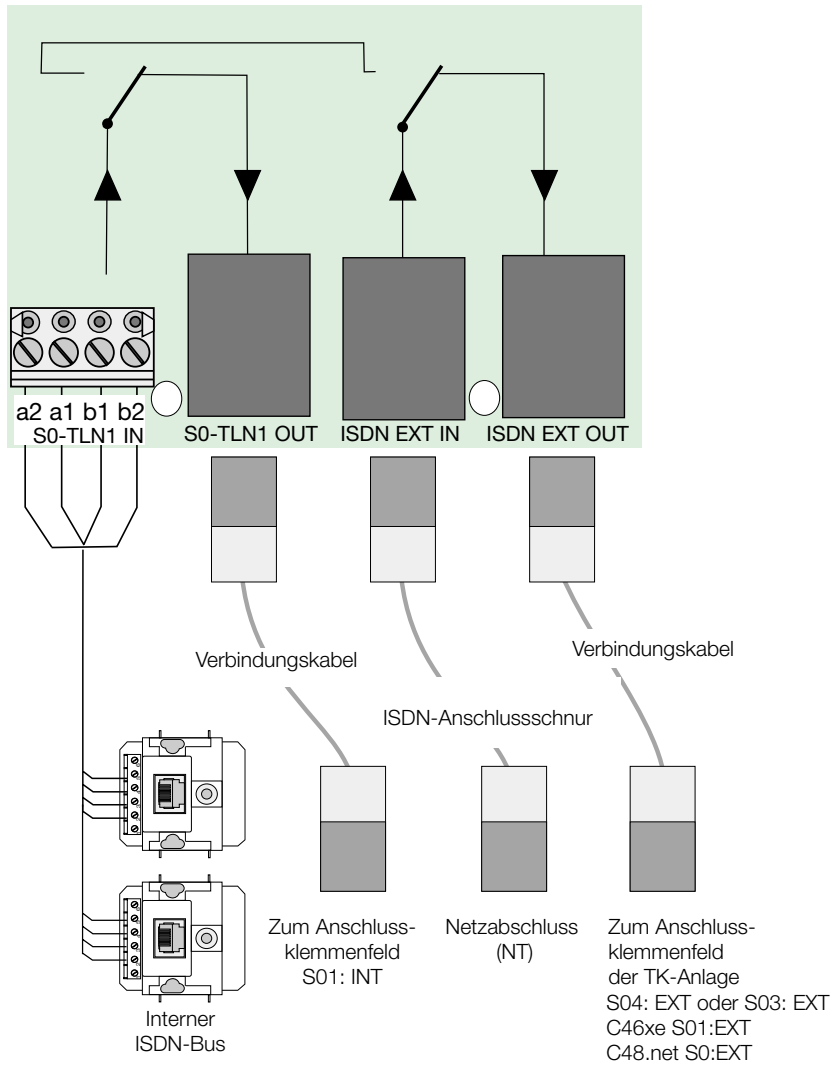 a2 a1 b1 b2
S0-TLN1 IN
S0-TLN1 OUT
ISDN EXT IN
ISDN EXT OUT
Verbindungskabel
Verbindungskabel
ISDN-Anschlussschnur
Zum Anschluss-
klemmenfeld
S01: INT
Netzabschluss
(NT)
Zum Anschluss-
klemmenfeld
der TK-Anlage
S04: EXT oder S03: EXT
C46xe S01:EXT
C48.net S0:EXT
Interner
ISDN-Bus